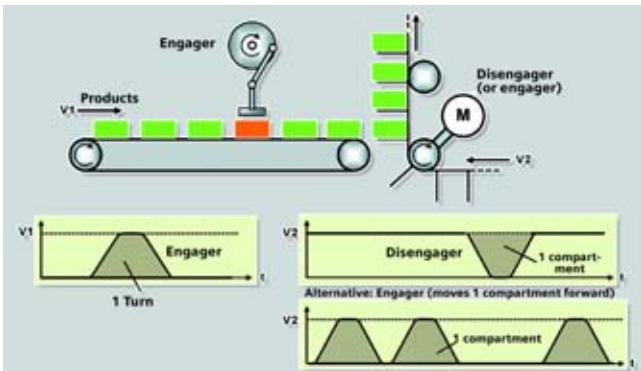 Engager
Disengager
(or engager)
Products
V1
M
V2
V1
Engager
1 Turn
t
V2
Disengager
1 compart-
ment
t
Alternative: Engager (moves 1 compartment forward)
V2
1 compartment
t